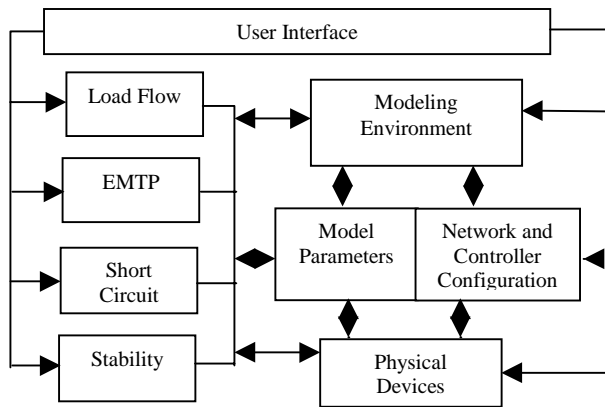 User Interface
Load Flow
Modeling
Environment
EMTP
Model
Parameters
Network and
Controller
Configuration
Short
Circuit
Stability
Physical
Devices